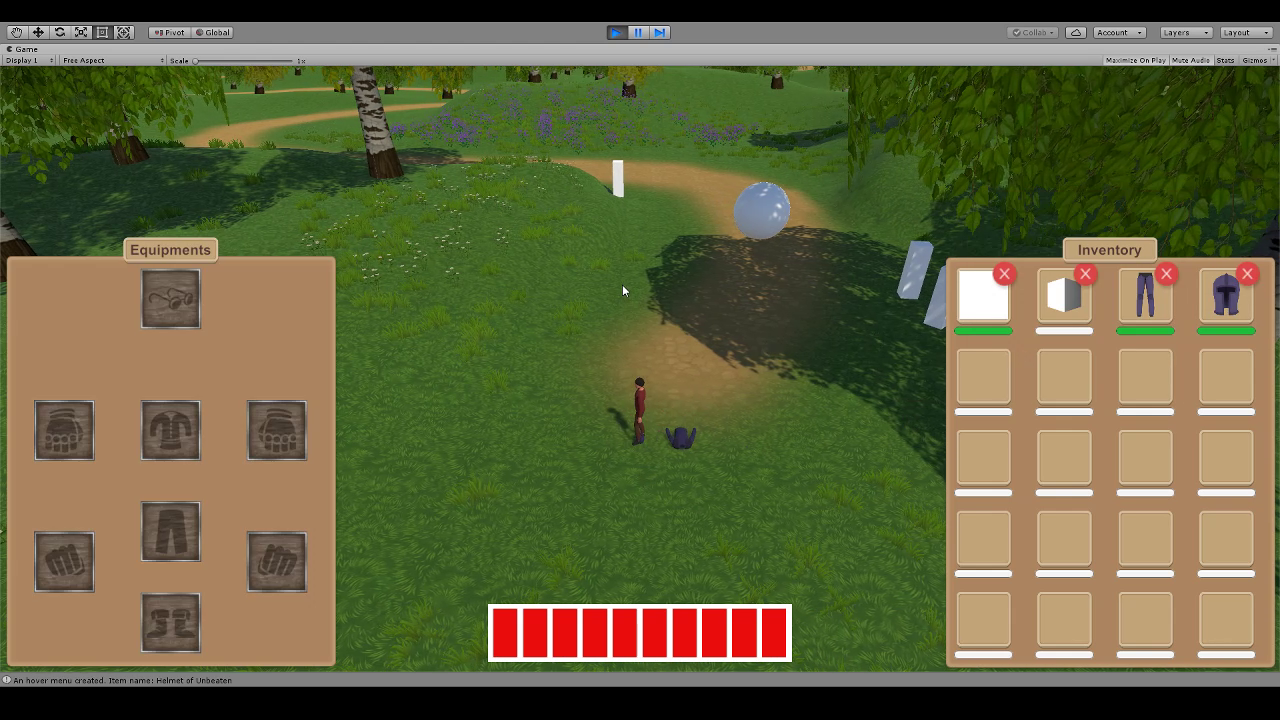 Pivot Global Collab Account Layers Layout
Game
Display 1 Free Aspect Scale 1x Maximize On Play Mute Audio Stats Gizmos
Equipments Inventory
X X X X
An hover menu created. Item name: Helmet of Unbeaten